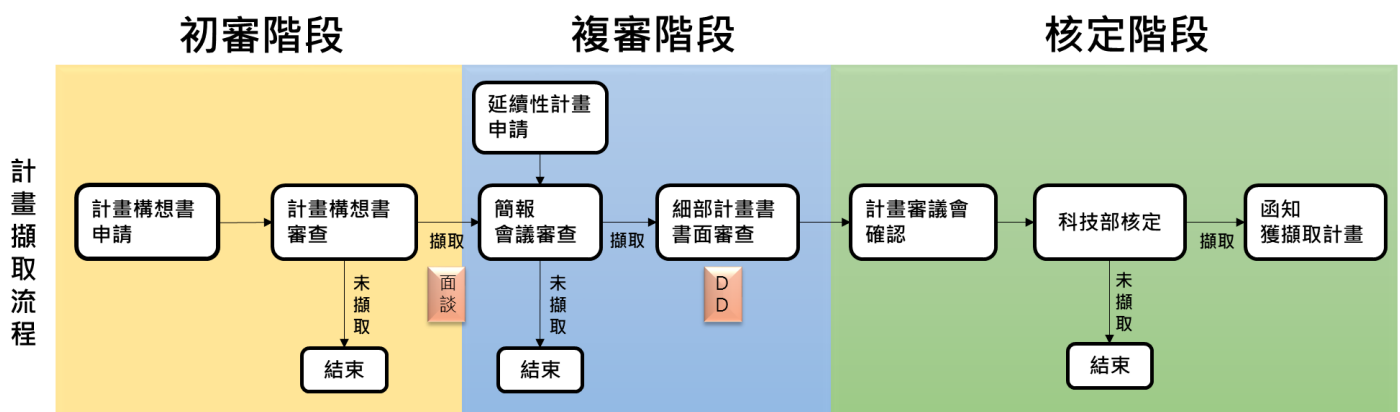 初審階段
複審階段
核定階段
計畫擷取流程
計畫構想書
申請
計畫構想書
審查
擷取
面談
未擷取
結束
延續性計畫
申請
簡報
會議審查
擷取
未擷取
結束
細部計畫書
書面審查
DD
計畫審議會
確認
科技部核定
擷取
未擷取
結束
函知
獲擷取計畫